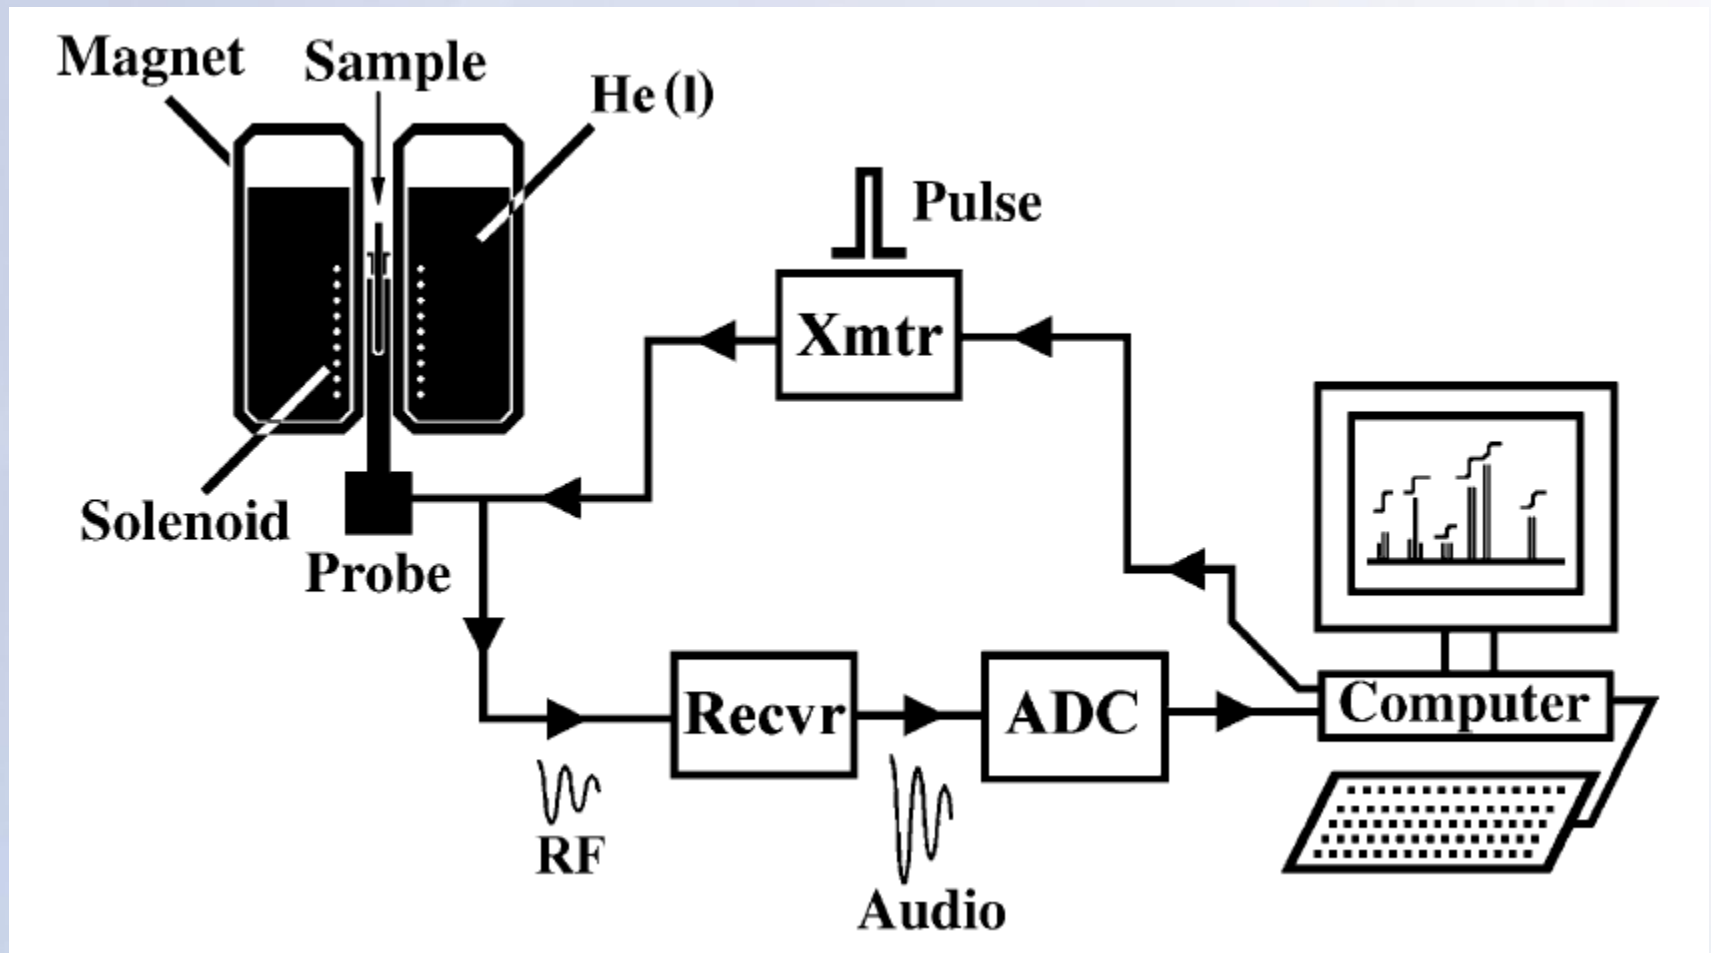 Magnet
Sample
He (l)
Pulse
Xmtr
Solenoid
Probe
Recvr
ADC
Computer
RF
Audio